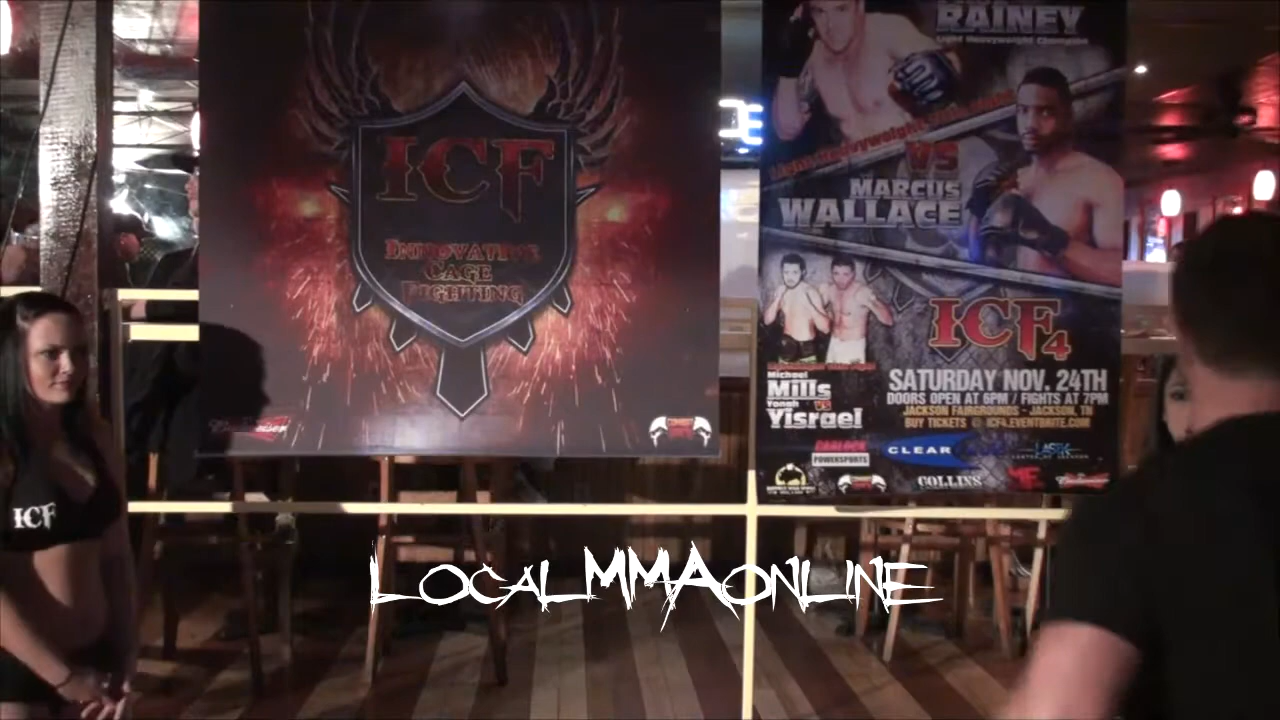 ICF
INNOVATIVE
CAGE
FIGHTING
RAINEY
Light Heavyweight Champion
VS
MARCUS
WALLACE
ICF4
Michael
Mills
VS
Yonah
Yisrael
SATURDAY NOV. 24TH
DOORS OPEN AT 6PM / FIGHTS AT 7PM
JACKSON FAIRGROUNDS - JACKSON, TN
BUY TICKETS @ ICF4.EVENTBRITE.COM
POWERSPORTS
CLEAR
COLLINS
ICF
LOCALMMAONLINE